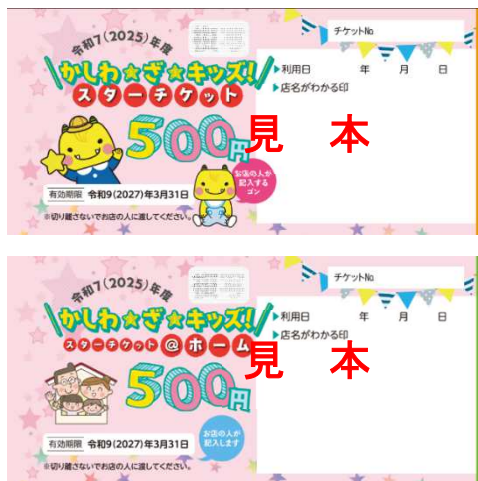 令和7(2025)年度
かしわ★ざ★キッズ!
スターチケット
500円
有効期限 令和9(2027)年3月31日
※切り離さないでお店の人に渡してください。
お店の人が
記入する
ゴン
チケットNo
▶利用日 年 月 日
▶店名がわかる印
見 本
令和7(2025)年度
かしわ★ざ★キッズ!
スターチケット@ホーム
500円
有効期限 令和9(2027)年3月31日
※切り離さないでお店の人に渡してください。
お店の人が
記入します
チケットNo
▶利用日 年 月 日
▶店名がわかる印
見 本